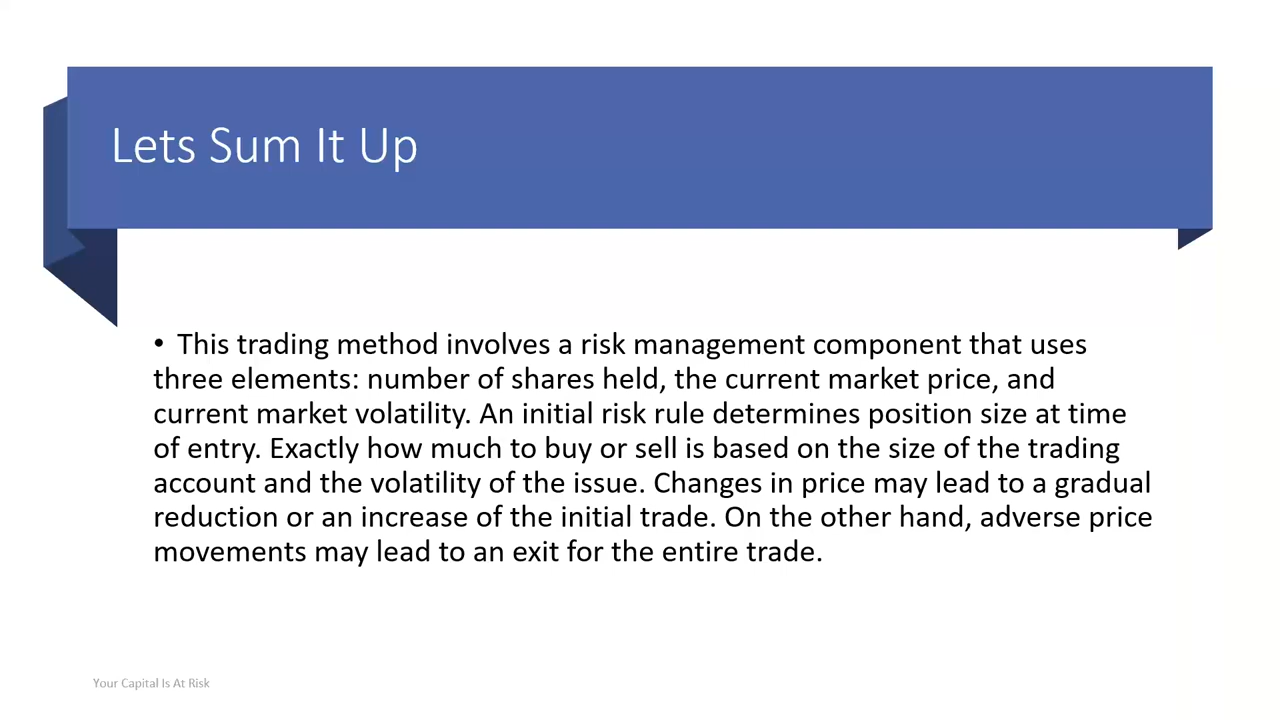 Lets Sum It Up
• This trading method involves a risk management component that uses
three elements: number of shares held, the current market price, and
current market volatility. An initial risk rule determines position size at time
of entry. Exactly how much to buy or sell is based on the size of the trading
account and the volatility of the issue. Changes in price may lead to a gradual
reduction or an increase of the initial trade. On the other hand, adverse price
movements may lead to an exit for the entire trade.
Your Capital Is At Risk